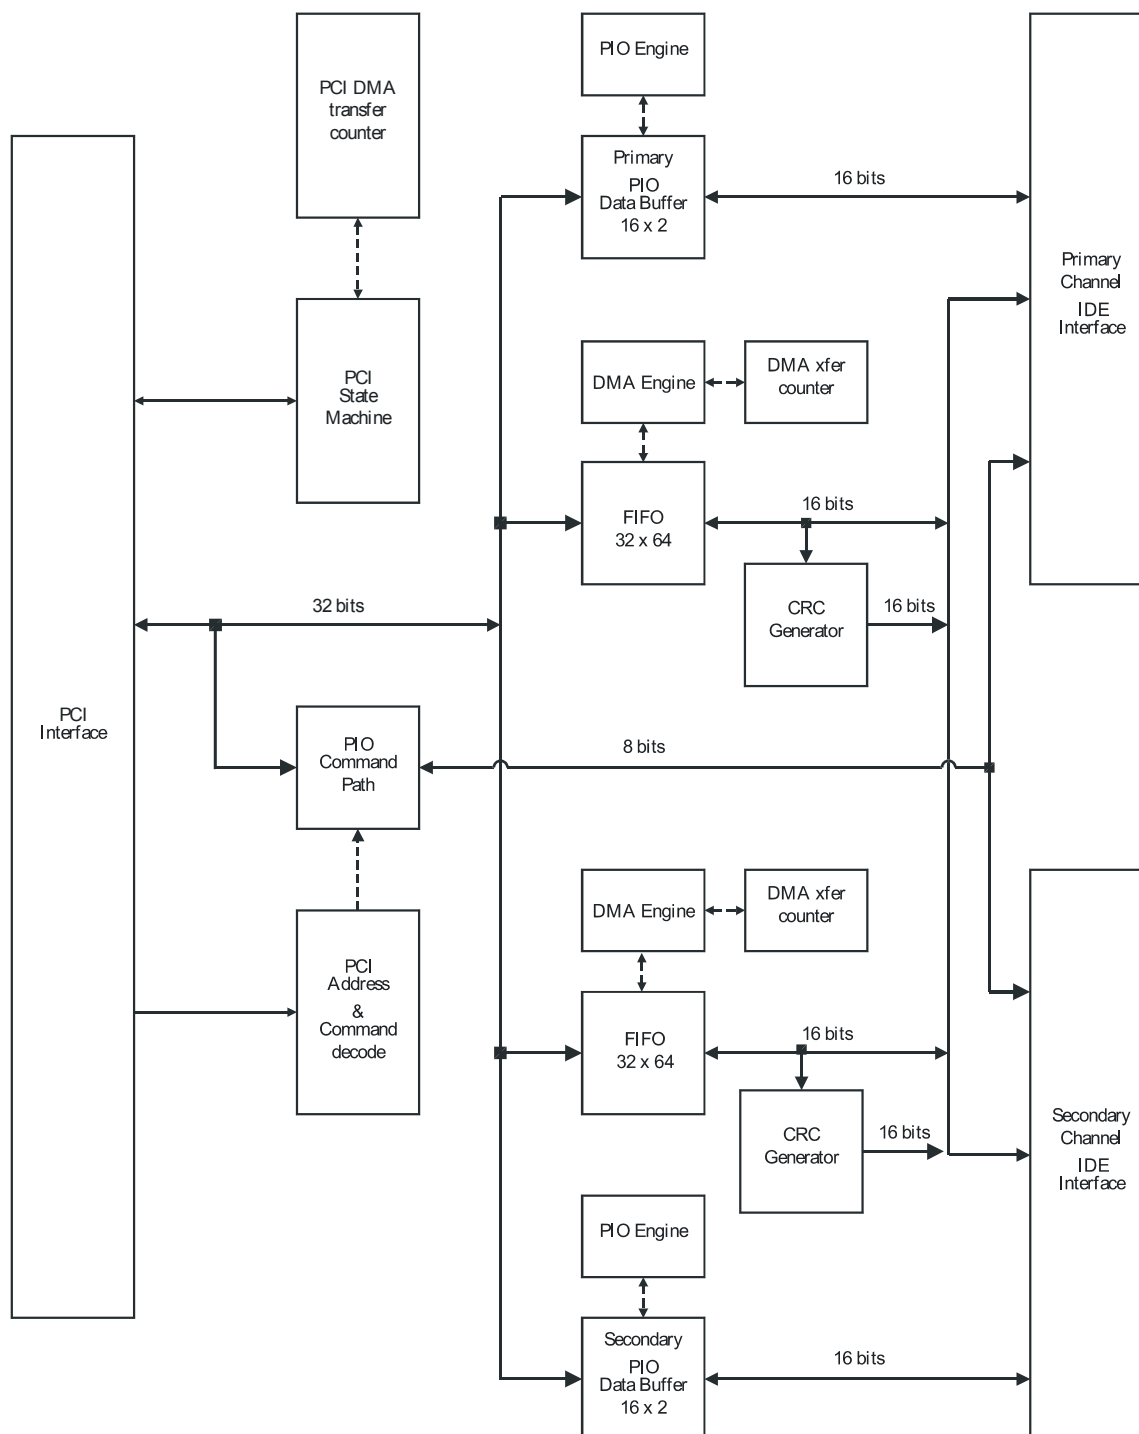 PIO Engine
PCI DMA
transfer
counter
Primary
PIO
Data Buffer
16 x 2
16 bits
Primary
Channel
IDE
Interface
PCI
State
Machine
DMA Engine
DMA xfer
counter
FIFO
32 x 64
16 bits
CRC
Generator
16 bits
32 bits
PCI
Interface
PIO
Command
Path
8 bits
DMA Engine
DMA xfer
counter
PCI
Address
&
Command
decode
FIFO
32 x 64
16 bits
CRC
Generator
16 bits
Secondary
Channel
IDE
Interface
PIO Engine
Secondary
PIO
Data Buffer
16 x 2
16 bits